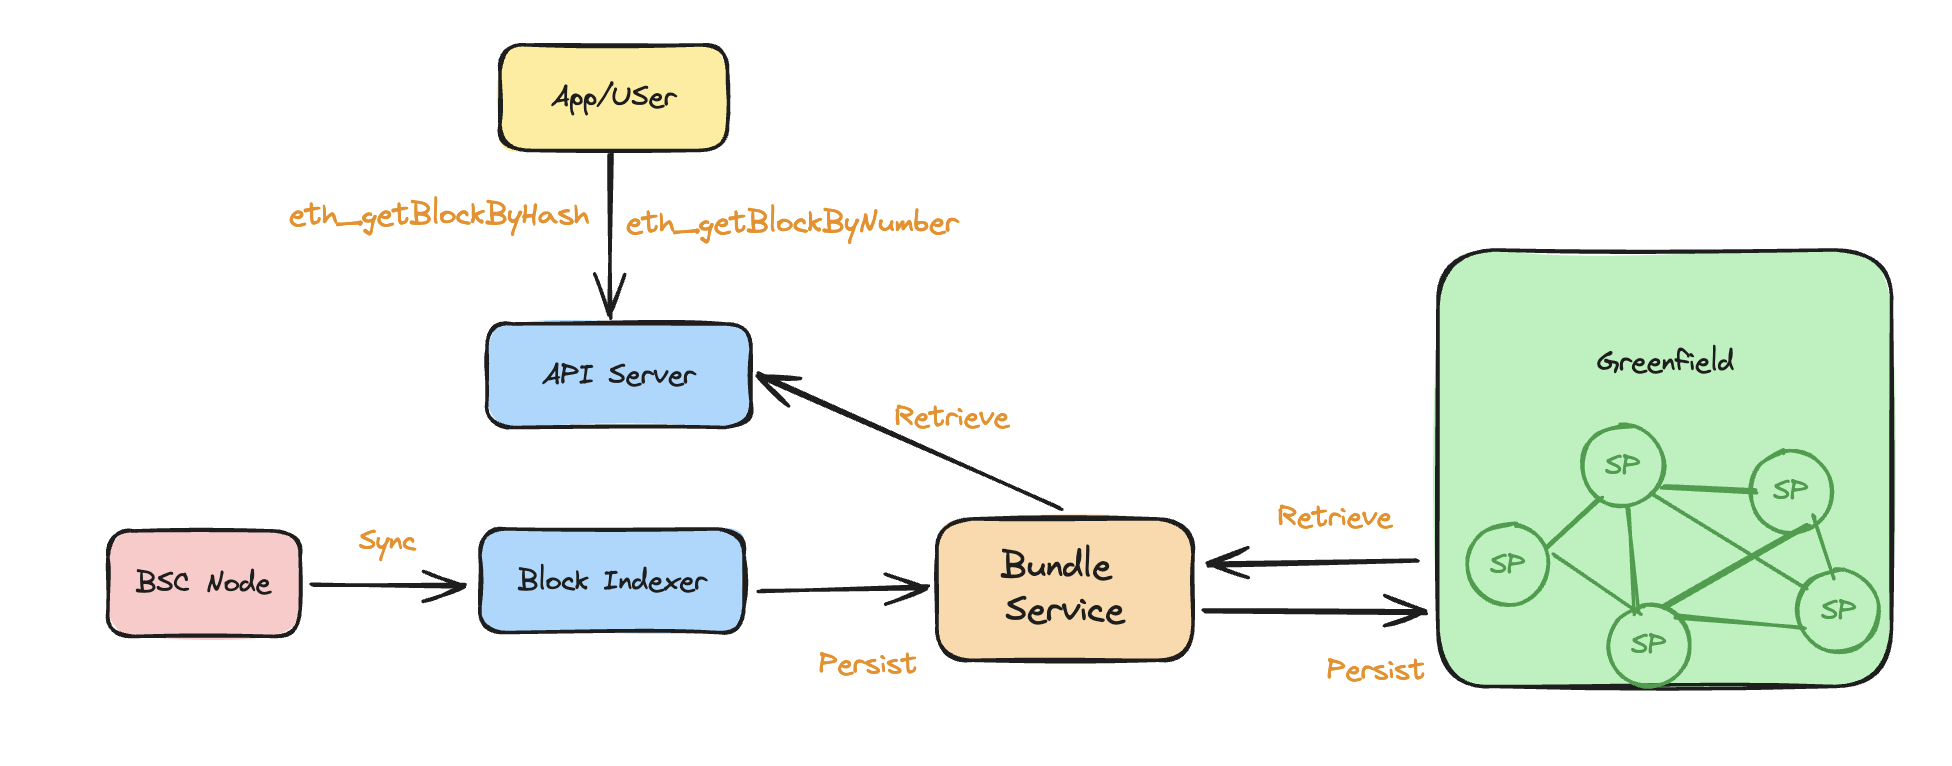 App/USer
eth_getBlockByHash
eth_getBlockByNumber
API Server
Retrieve
Greenfield
SP
SP
SP
SP
SP
Retrieve
BSC Node
Sync
Block Indexer
Persist
Bundle
Service
Persist